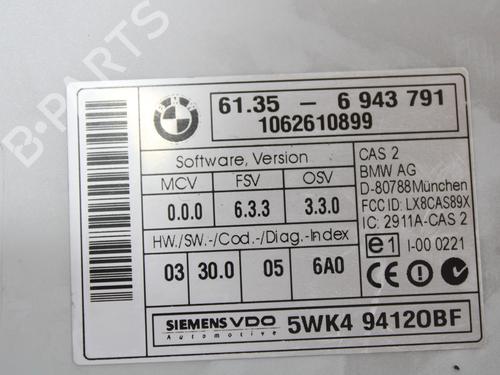 B-PARTS
BMW
61.35 - 6 943 791
1062610899
Software, Version
MCV FSV OSV
0.0.0 6.3.3 3.3.0
HW./SW.-/Cod.-/Diag.-Index
03 30.0 05 6A0
CAS 2
BMW AG
D-80788München
FCC ID: LX8CAS89X
IC: 2911A-CAS 2
e1 I-00 0221
CE
SIEMENS VDO
Automotive
5WK4 94120BF